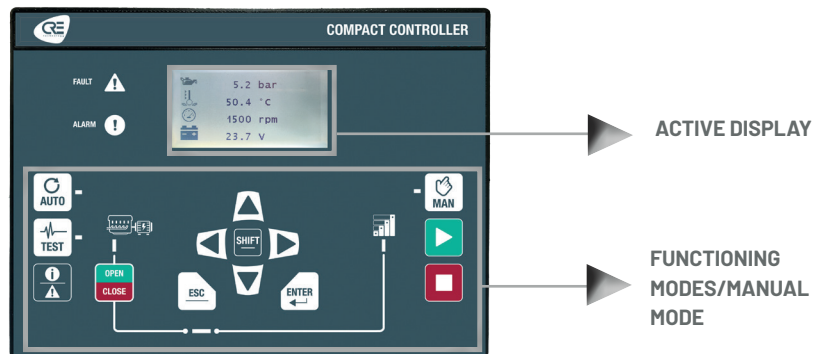 CRE
COMPACT CONTROLLER
FAULT
ALARM
5.2 bar
50.4 °C
1500 rpm
23.7 V
ACTIVE DISPLAY
AUTO
MAN
TEST
SHIFT
OPEN
CLOSE
ESC
ENTER
FUNCTIONING
MODES/MANUAL
MODE